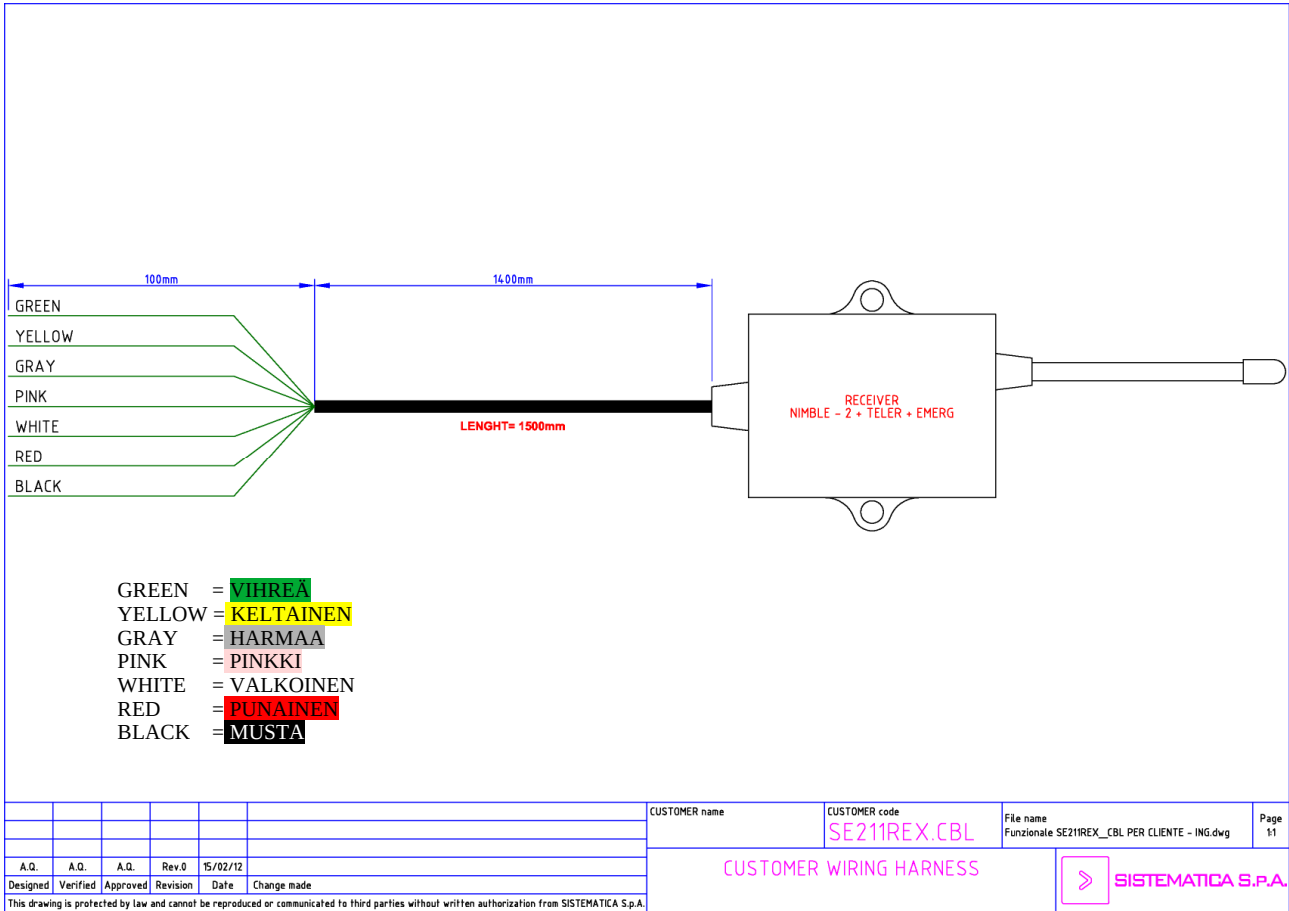 100mm
1400mm
GREEN
YELLOW
GRAY
PINK
WHITE
RED
BLACK
LENGHT= 1500mm
RECEIVER
NIMBLE - 2 + TELER + EMERG
GREEN = VIHREÄ
YELLOW = KELTAINEN
GRAY = HARMAA
PINK = PINKKI
WHITE = VALKOINEN
RED = PUNAINEN
BLACK = MUSTA
CUSTOMER name
CUSTOMER code
SE211REX.CBL
File name
Funzionale SE211REX__CBL PER CLIENTE - ING.dwg
Page
1:1
A.Q. A.Q. A.Q. Rev.0 15/02/12
Designed Verified Approved Revision Date Change made
CUSTOMER WIRING HARNESS
SISTEMATICA S.P.A.
This drawing is protected by law and cannot be reproduced or communicated to third parties without written authorization from SISTEMATICA S.p.A.